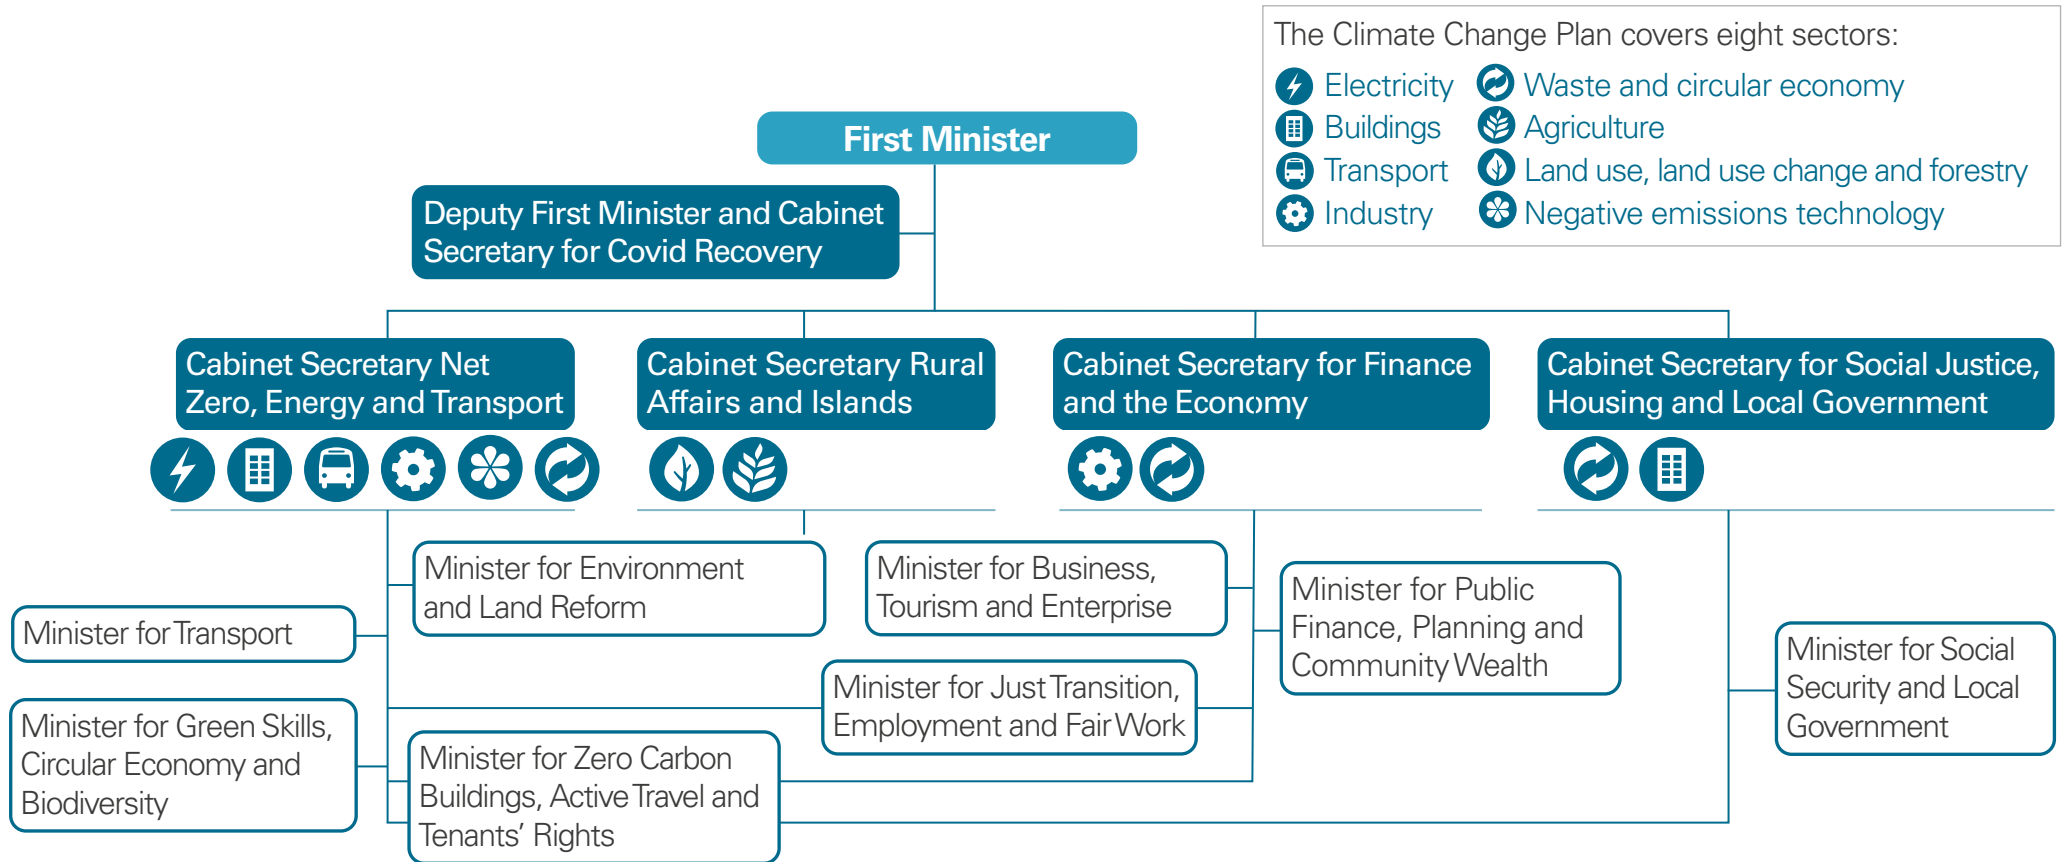 The Climate Change Plan covers eight sectors:
Electricity
Waste and circular economy
Buildings
Agriculture
Transport
Land use, land use change and forestry
Industry
Negative emissions technology
First Minister
Deputy First Minister and Cabinet
Secretary for Covid Recovery
Cabinet Secretary Net
Zero, Energy and Transport
Cabinet Secretary Rural
Affairs and Islands
Cabinet Secretary for Finance
and the Economy
Cabinet Secretary for Social Justice,
Housing and Local Government
Minister for Environment
and Land Reform
Minister for Business,
Tourism and Enterprise
Minister for Public
Finance, Planning and
Community Wealth
Minister for Transport
Minister for Social
Security and Local
Government
Minister for Just Transition,
Employment and Fair Work
Minister for Green Skills,
Circular Economy and
Biodiversity
Minister for Zero Carbon
Buildings, Active Travel and
Tenants’ Rights